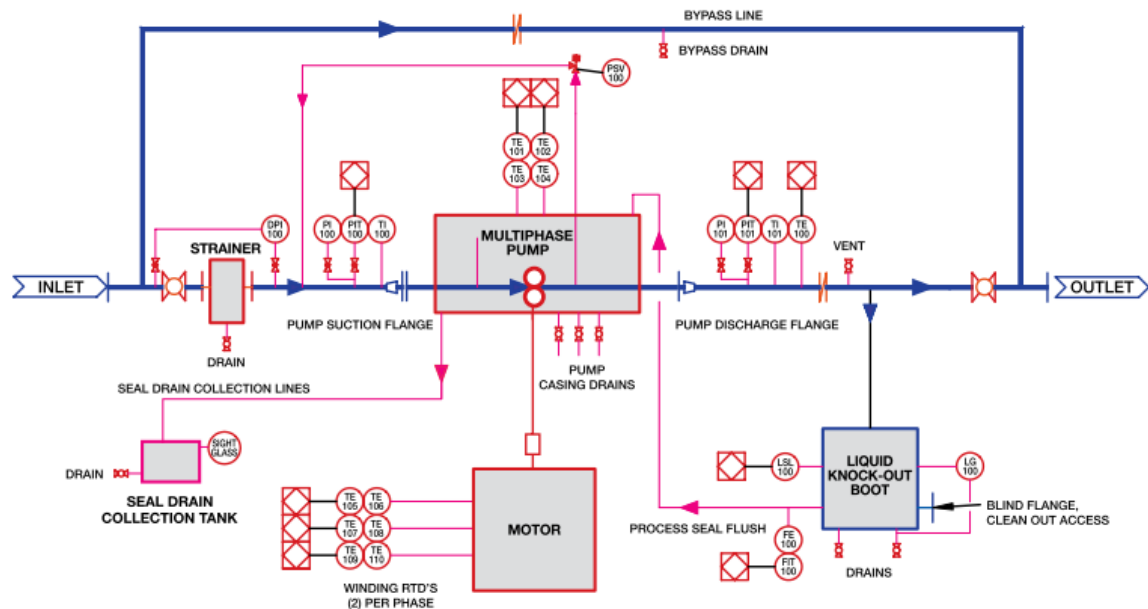 BYPASS LINE
BYPASS DRAIN
PSV
100
TE
101
TE
102
TE
103
TE
104
DPI
100
STRAINER
PI
100
PIT
100
TI
100
MULTIPHASE
PUMP
PI
101
PIT
101
TI
101
TE
100
VENT
INLET
OUTLET
PUMP SUCTION FLANGE
PUMP DISCHARGE FLANGE
DRAIN
PUMP
CASING DRAINS
SEAL DRAIN COLLECTION LINES
SIGHT
GLASS
DRAIN
SEAL DRAIN
COLLECTION TANK
TE
105
TE
106
TE
107
TE
108
TE
109
TE
110
MOTOR
WINDING RTD'S
(2) PER PHASE
LSL
100
LIQUID
KNOCK-OUT
BOOT
LG
100
BLIND FLANGE,
CLEAN OUT ACCESS
PROCESS SEAL FLUSH
FE
100
FIT
100
DRAINS